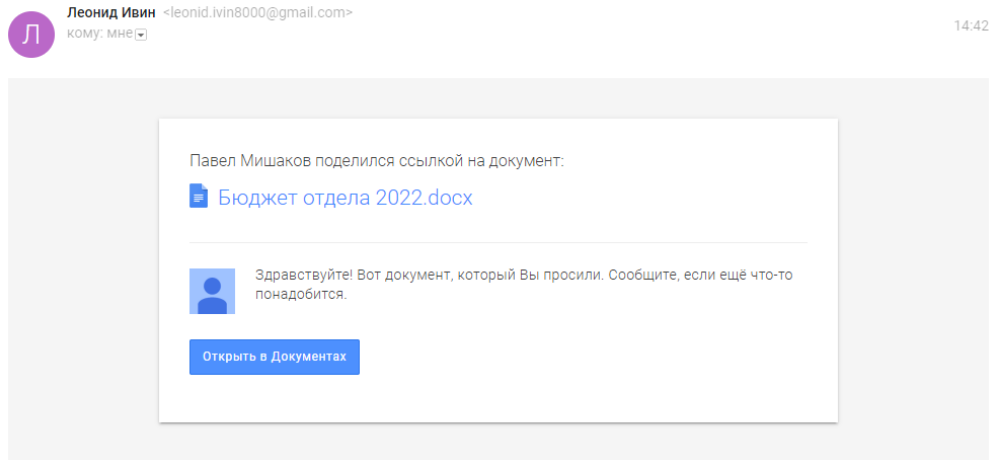 Леонид Ивин <leonid.ivin8000@gmail.com>
кому: мне
14:42
Павел Мишаков поделился ссылкой на документ:
Бюджет отдела 2022.docx
Здравствуйте! Вот документ, который Вы просили. Сообщите, если ещё что-то
понадобится.
Открыть в Документах
Л